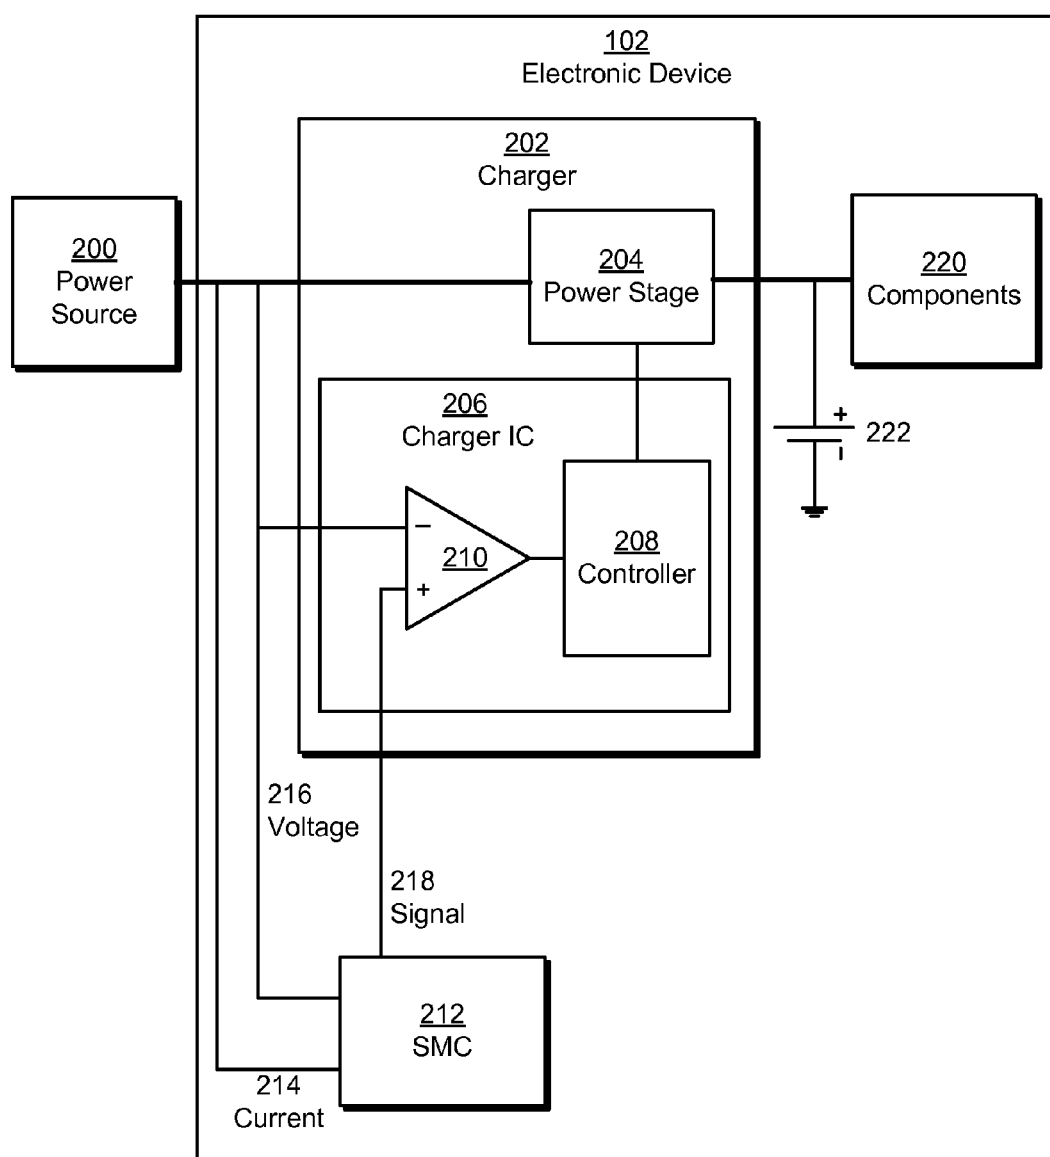 102
Electronic Device
202
Charger
200
Power
Source
204
Power Stage
220
Components
206
Charger IC
+
222
−
−
210
+
208
Controller
216
Voltage
218
Signal
212
SMC
214
Current